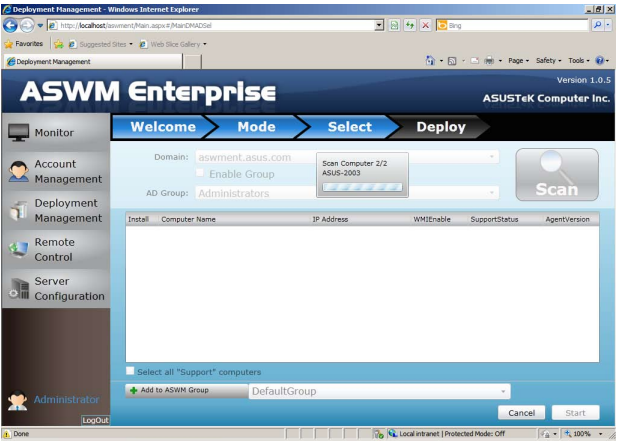 Deployment Management - Windows Internet Explorer
http://localhost/aswment/Main.aspx#/MainDMADSel
Bing
Favorites
Suggested Sites
Web Slice Gallery
Deployment Management
Page
Safety
Tools
Version 1.0.5
ASWM Enterprise
ASUSTeK Computer Inc.
Monitor
Account Management
Deployment Management
Remote Control
Server Configuration
Administrator
LogOut
Welcome
Mode
Select
Deploy
Domain: aswment.asus.com
Enable Group
AD Group: Administrators
Scan Computer 2/2
ASUS-2003
Scan
Install Computer Name IP Address WMIEnable SupportStatus AgentVersion
Select all "Support" computers
Add to ASWM Group
DefaultGroup
Cancel
Start
Done
Local intranet | Protected Mode: Off
100%